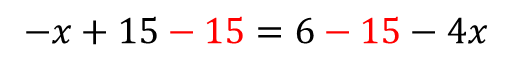 −x + 15 − 15 = 6 − 15 − 4x